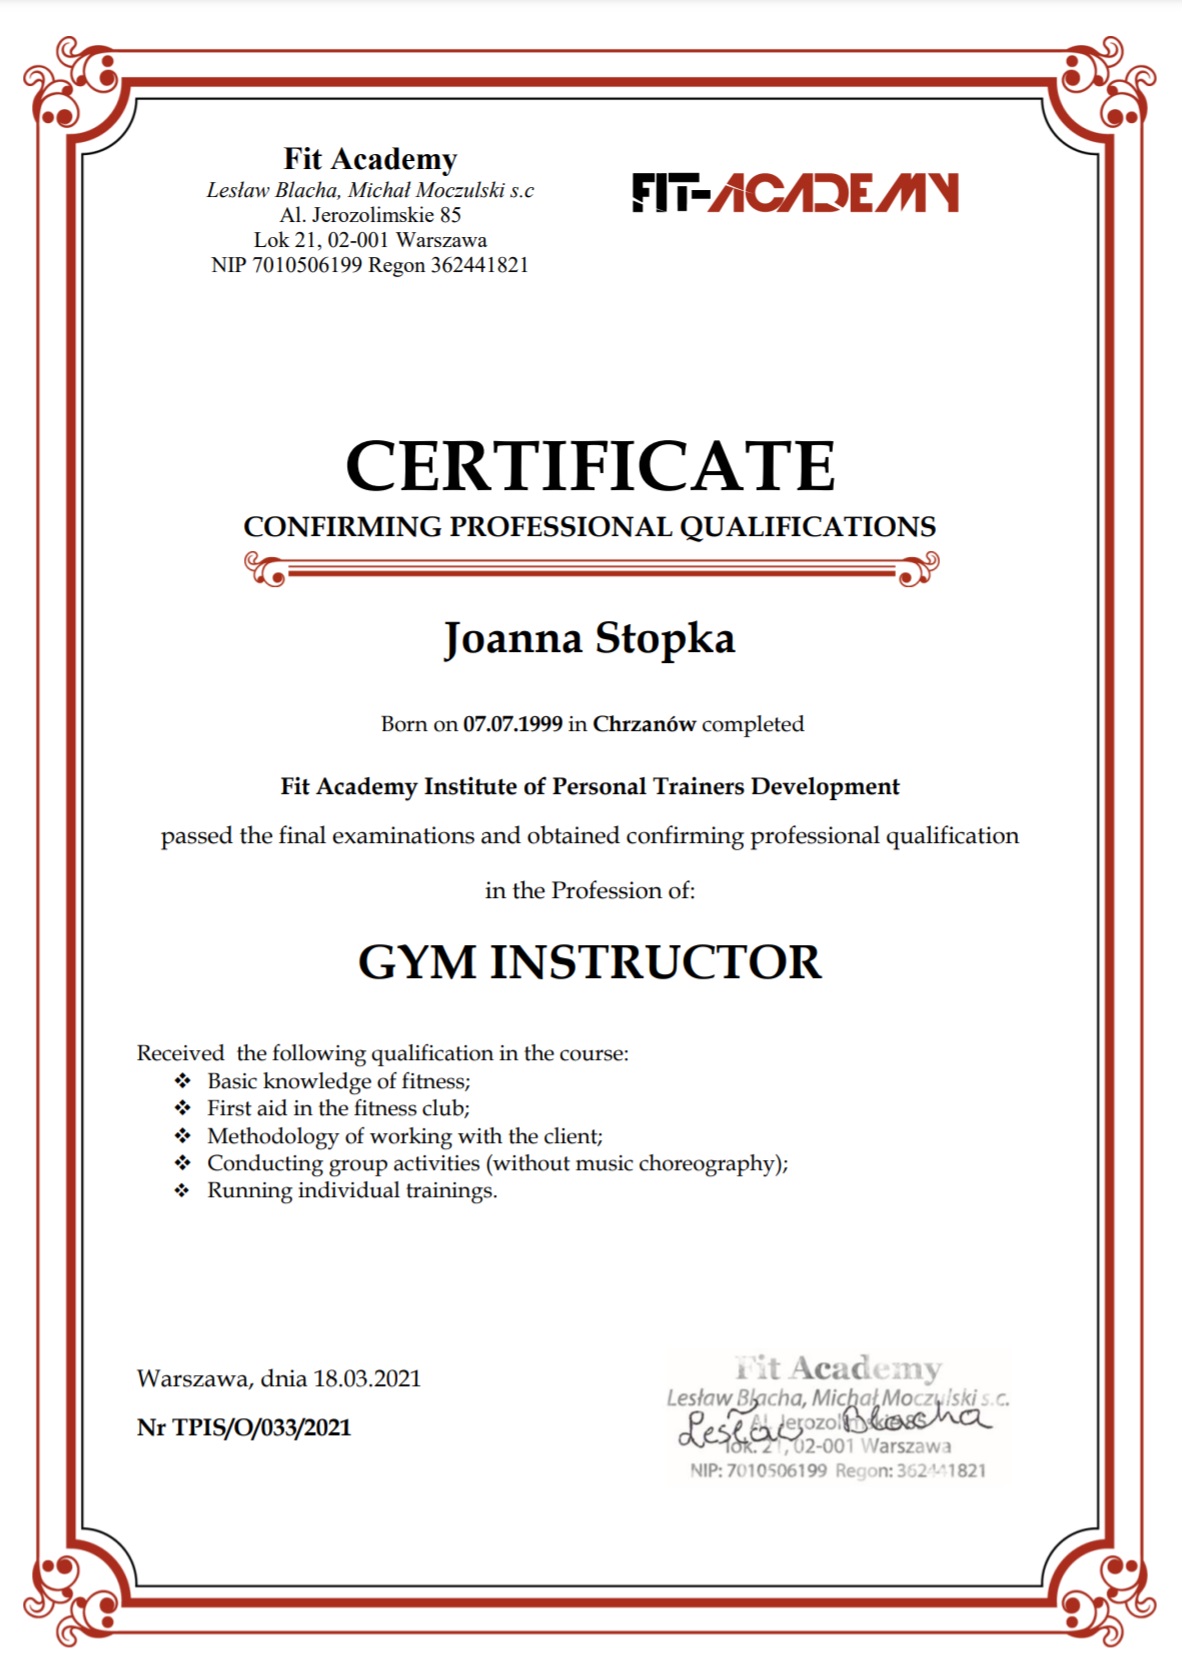 Fit Academy
Lesław Blacha, Michał Moczulski s.c
Al. Jerozolimskie 85
Lok 21, 02-001 Warszawa
NIP 7010506199 Regon 362441821
FIT-ACADEMY
CERTIFICATE
CONFIRMING PROFESSIONAL QUALIFICATIONS
Joanna Stopka
Born on 07.07.1999 in Chrzanów completed
Fit Academy Institute of Personal Trainers Development
passed the final examinations and obtained confirming professional qualification
in the Profession of:
GYM INSTRUCTOR
Received the following qualification in the course:
❖ Basic knowledge of fitness;
❖ First aid in the fitness club;
❖ Methodology of working with the client;
❖ Conducting group activities (without music choreography);
❖ Running individual trainings.
Warszawa, dnia 18.03.2021
Nr TPIS/O/033/2021
Fit Academy
Lesław Blacha, Michał Moczulski s.c.
Al. Jerozolimskie 85
Lesław Blacha
lok. 21, 02-001 Warszawa
NIP: 7010506199 Regon: 362441821